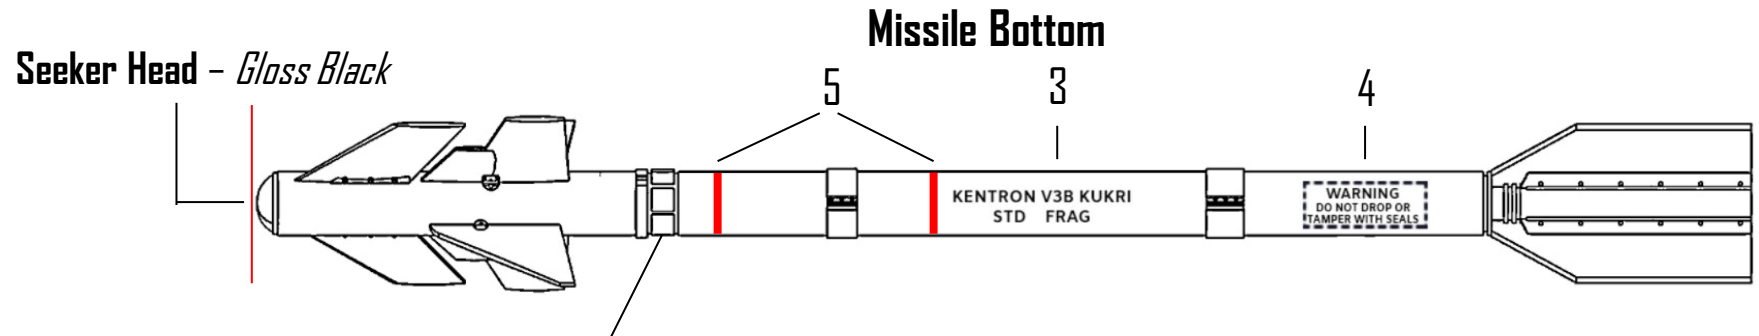 Missile Bottom
Seeker Head – Gloss Black
5
3
4
KENTRON V3B KUKRI
STD FRAG
WARNING
DO NOT DROP OR
TAMPER WITH SEALS